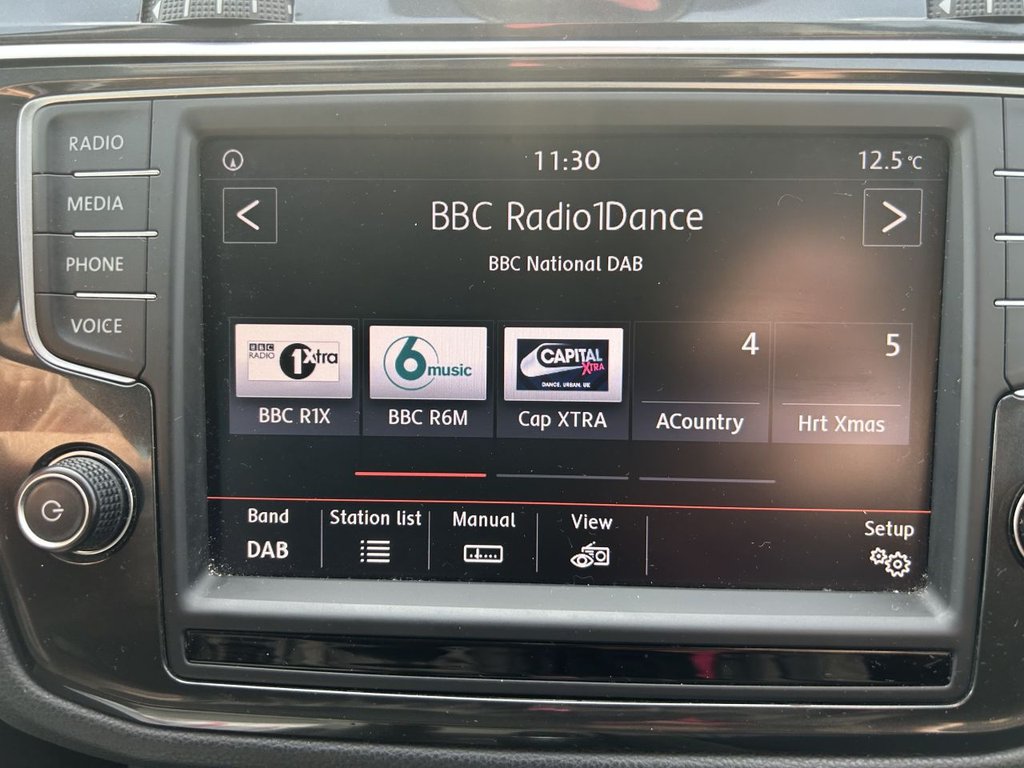 RADIO
MEDIA
PHONE
VOICE
11:30
12.5°C
< BBC Radio1Dance >
BBC National DAB
BBC
RADIO 1Xtra
BBC R1X
6music
BBC R6M
CAPITAL
XTRA
DANCE. URBAN. UK
Cap XTRA
4
ACountry
5
Hrt Xmas
Band
DAB
Station list
Manual
View
Setup